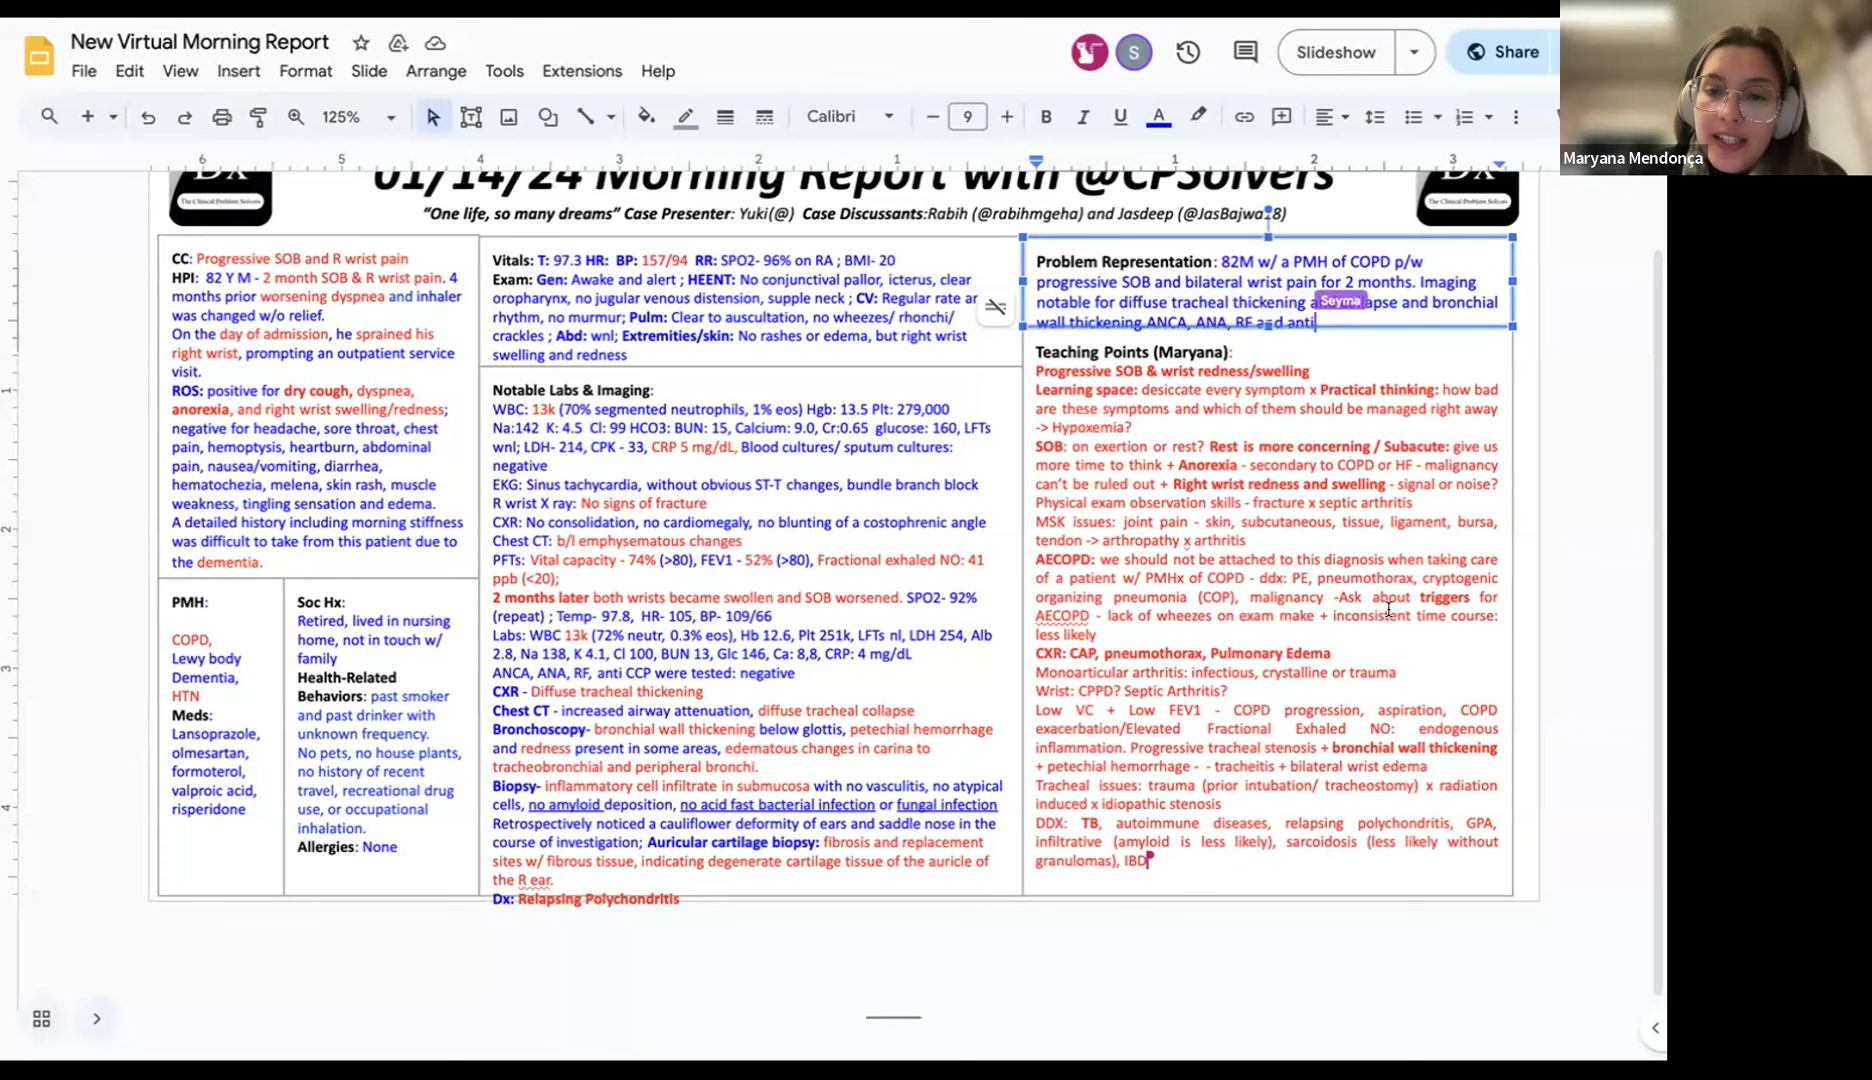 New Virtual Morning Report
File Edit View Insert Format Slide Arrange Tools Extensions Help
S
Slideshow
Share
125%
Calibri
9
B I U A
Maryana Mendonça
6 5 4 3 2 1 1 2 3
01/14/24 Morning Report with @CPSolvers
Dx
The Clinical Problem Solvers
Dx
The Clinical Problem Solvers
“One life, so many dreams” Case Presenter: Yuki(@) Case Discussants:Rabih (@rabihmgeha) and Jasdeep (@JasBajwa18)
CC: Progressive SOB and R wrist pain
HPI: 82 Y M - 2 month SOB & R wrist pain. 4
months prior worsening dyspnea and inhaler
was changed w/o relief.
On the day of admission, he sprained his
right wrist, prompting an outpatient service
visit.
ROS: positive for dry cough, dyspnea,
anorexia, and right wrist swelling/redness;
negative for headache, sore throat, chest
pain, hemoptysis, heartburn, abdominal
pain, nausea/vomiting, diarrhea,
hematochezia, melena, skin rash, muscle
weakness, tingling sensation and edema.
A detailed history including morning stiffness
was difficult to take from this patient due to
the dementia.
PMH:
COPD,
Lewy body
Dementia,
HTN
Meds:
Lansoprazole,
olmesartan,
formoterol,
valproic acid,
risperidone
Soc Hx:
Retired, lived in nursing
home, not in touch w/
family
Health-Related
Behaviors: past smoker
and past drinker with
unknown frequency.
No pets, no house plants,
no history of recent
travel, recreational drug
use, or occupational
inhalation.
Allergies: None
Vitals: T: 97.3 HR: BP: 157/94 RR: SPO2- 96% on RA ; BMI- 20
Exam: Gen: Awake and alert ; HEENT: No conjunctival pallor, icterus, clear
oropharynx, no jugular venous distension, supple neck ; CV: Regular rate an
rhythm, no murmur; Pulm: Clear to auscultation, no wheezes/ rhonchi/
crackles ; Abd: wnl; Extremities/skin: No rashes or edema, but right wrist
swelling and redness
Notable Labs & Imaging:
WBC: 13k (70% segmented neutrophils, 1% eos) Hgb: 13.5 Plt: 279,000
Na:142 K: 4.5 Cl: 99 HCO3: BUN: 15, Calcium: 9.0, Cr:0.65 glucose: 160, LFTs
wnl; LDH- 214, CPK - 33, CRP 5 mg/dL, Blood cultures/ sputum cultures:
negative
EKG: Sinus tachycardia, without obvious ST-T changes, bundle branch block
R wrist X ray: No signs of fracture
CXR: No consolidation, no cardiomegaly, no blunting of a costophrenic angle
Chest CT: b/l emphysematous changes
PFTs: Vital capacity - 74% (>80), FEV1 - 52% (>80), Fractional exhaled NO: 41
ppb (<20);
2 months later both wrists became swollen and SOB worsened. SPO2- 92%
(repeat) ; Temp- 97.8, HR- 105, BP- 109/66
Labs: WBC 13k (72% neutr, 0.3% eos), Hb 12.6, Plt 251k, LFTs nl, LDH 254, Alb
2.8, Na 138, K 4.1, Cl 100, BUN 13, Glc 146, Ca: 8,8, CRP: 4 mg/dL
ANCA, ANA, RF, anti CCP were tested: negative
CXR - Diffuse tracheal thickening
Chest CT - increased airway attenuation, diffuse tracheal collapse
Bronchoscopy- bronchial wall thickening below glottis, petechial hemorrhage
and redness present in some areas, edematous changes in carina to
tracheobronchial and peripheral bronchi.
Biopsy- inflammatory cell infiltrate in submucosa with no vasculitis, no atypical
cells, no amyloid deposition, no acid fast bacterial infection or fungal infection
Retrospectively noticed a cauliflower deformity of ears and saddle nose in the
course of investigation; Auricular cartilage biopsy: fibrosis and replacement
sites w/ fibrous tissue, indicating degenerate cartilage tissue of the auricle of
the R ear.
Dx: Relapsing Polychondritis
Problem Representation: 82M w/ a PMH of COPD p/w
progressive SOB and bilateral wrist pain for 2 months. Imaging
notable for diffuse tracheal thickening a Seyma apse and bronchial
wall thickening ANCA, ANA, RF and anti
Teaching Points (Maryana):
Progressive SOB & wrist redness/swelling
Learning space: desiccate every symptom x Practical thinking: how bad
are these symptoms and which of them should be managed right away
-> Hypoxemia?
SOB: on exertion or rest? Rest is more concerning / Subacute: give us
more time to think + Anorexia - secondary to COPD or HF - malignancy
can’t be ruled out + Right wrist redness and swelling - signal or noise?
Physical exam observation skills - fracture x septic arthritis
MSK issues: joint pain - skin, subcutaneous, tissue, ligament, bursa,
tendon -> arthropathy x arthritis
AECOPD: we should not be attached to this diagnosis when taking care
of a patient w/ PMHx of COPD - ddx: PE, pneumothorax, cryptogenic
organizing pneumonia (COP), malignancy -Ask about triggers for
AECOPD - lack of wheezes on exam make + inconsistent time course:
less likely
CXR: CAP, pneumothorax, Pulmonary Edema
Monoarticular arthritis: infectious, crystalline or trauma
Wrist: CPPD? Septic Arthritis?
Low VC + Low FEV1 - COPD progression, aspiration, COPD
exacerbation/Elevated Fractional Exhaled NO: endogenous
inflammation. Progressive tracheal stenosis + bronchial wall thickening
+ petechial hemorrhage - - tracheitis + bilateral wrist edema
Tracheal issues: trauma (prior intubation/ tracheostomy) x radiation
induced x idiopathic stenosis
DDX: TB, autoimmune diseases, relapsing polychondritis, GPA,
infiltrative (amyloid is less likely), sarcoidosis (less likely without
granulomas), IBD
1
2
3
4